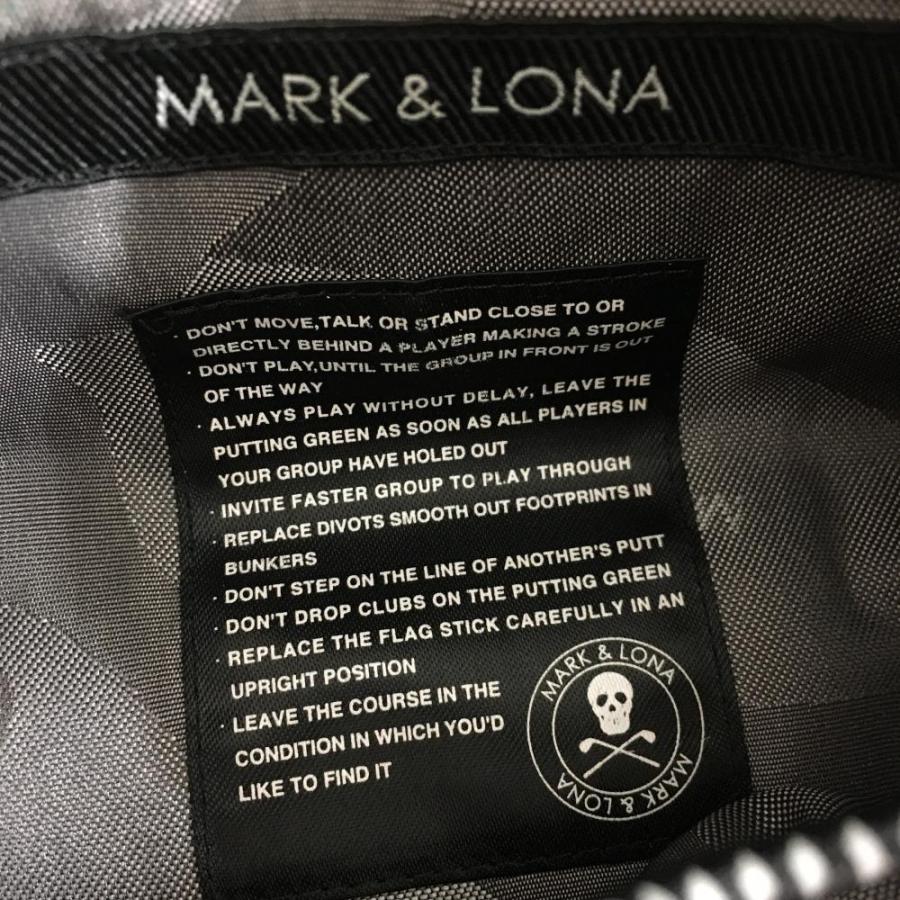 MARK & LONA
· DON'T MOVE,TALK OR STAND CLOSE TO OR
DIRECTLY BEHIND A PLAYER MAKING A STROKE
· DON'T PLAY,UNTIL THE GROUP IN FRONT IS OUT
OF THE WAY
· ALWAYS PLAY WITHOUT DELAY, LEAVE THE
PUTTING GREEN AS SOON AS ALL PLAYERS IN
YOUR GROUP HAVE HOLED OUT
· INVITE FASTER GROUP TO PLAY THROUGH
· REPLACE DIVOTS SMOOTH OUT FOOTPRINTS IN
BUNKERS
· DON'T STEP ON THE LINE OF ANOTHER'S PUTT
· DON'T DROP CLUBS ON THE PUTTING GREEN
· REPLACE THE FLAG STICK CAREFULLY IN AN
UPRIGHT POSITION
· LEAVE THE COURSE IN THE
CONDITION IN WHICH YOU'D
LIKE TO FIND IT
MARK & LONA
MARK & LONA